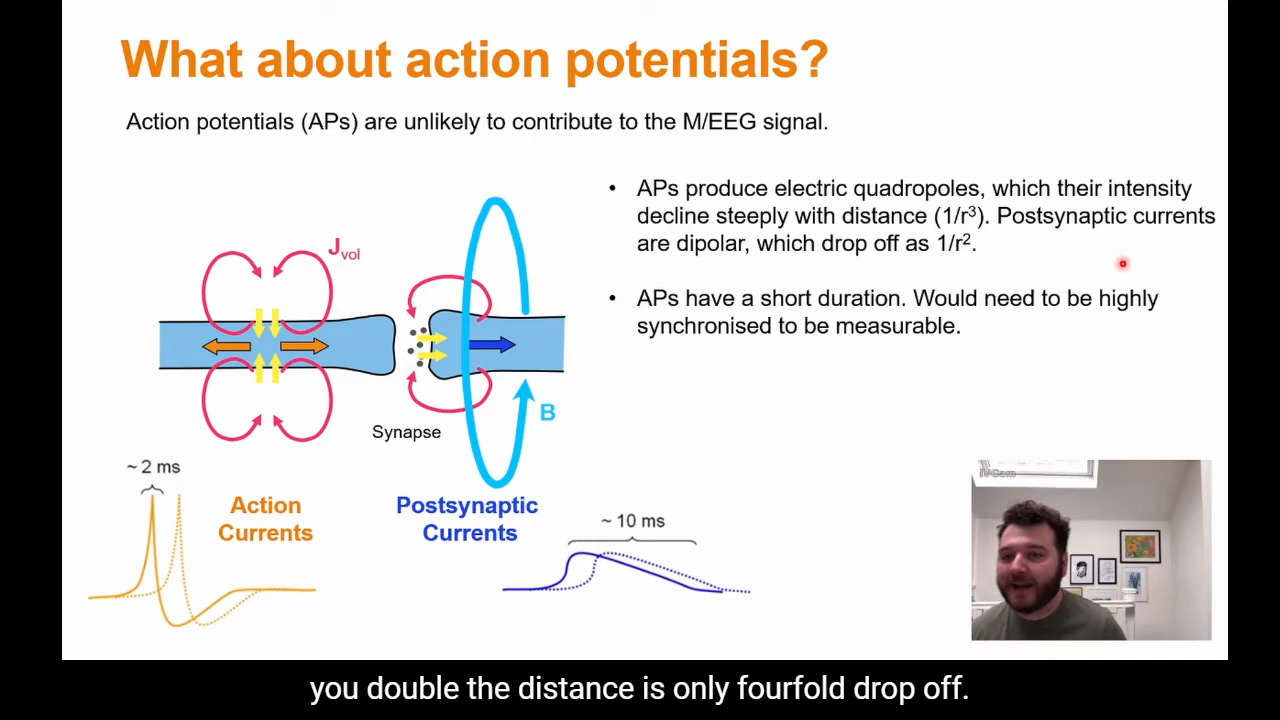 What about action potentials?
Action potentials (APs) are unlikely to contribute to the M/EEG signal.
• APs produce electric quadropoles, which their intensity
decline steeply with distance (1/r³). Postsynaptic currents
are dipolar, which drop off as 1/r².
• APs have a short duration. Would need to be highly
synchronised to be measurable.
Jvol
B
Synapse
~ 2 ms
Action
Currents
Postsynaptic
Currents
~ 10 ms
you double the distance is only fourfold drop off.